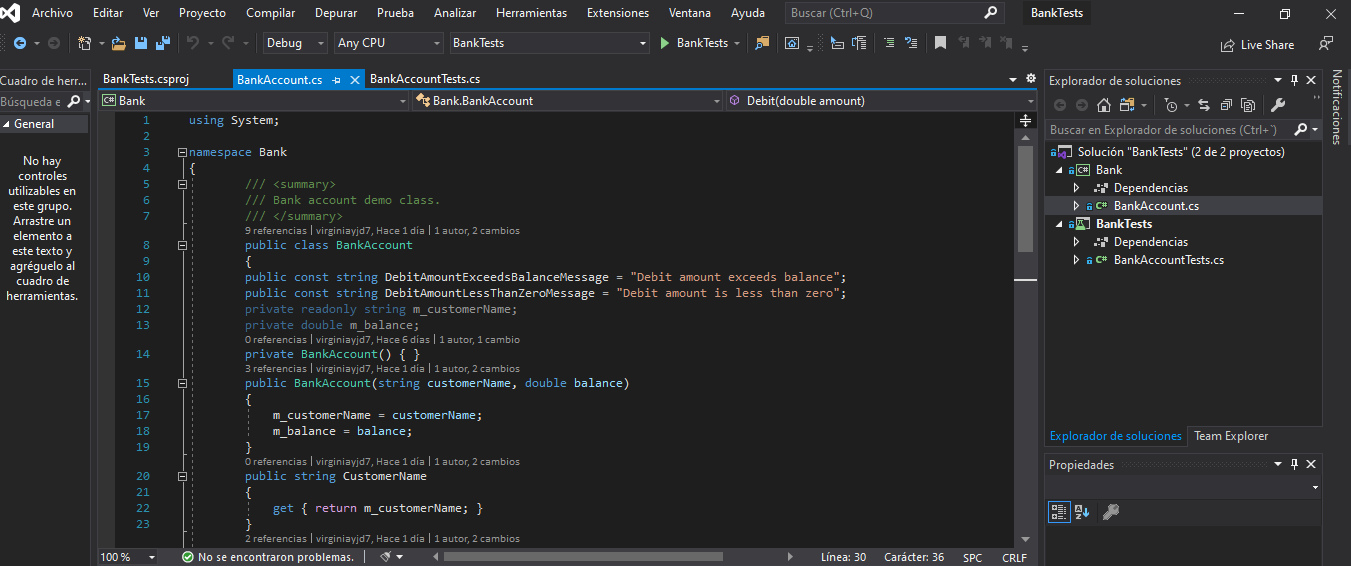 Archivo Editar Ver Proyecto Compilar Depurar Prueba Analizar Herramientas Extensiones Ventana Ayuda Buscar (Ctrl+Q) BankTests
Debug Any CPU BankTests BankTests Live Share
Cuadro de herr...
Búsqueda e
General
No hay
controles
utilizables en
este grupo.
Arrastre un
elemento a
este texto y
agréguelo al
cuadro de
herramientas.
BankTests.csproj BankAccount.cs BankAccountTests.cs
C# Bank Bank.BankAccount Debit(double amount)
1 using System;
2
3 namespace Bank
4 {
5 /// <summary>
6 /// Bank account demo class.
7 /// </summary>
9 referencias | virginiayjd7, Hace 1 día | 1 autor, 2 cambios
8 public class BankAccount
9 {
10 public const string DebitAmountExceedsBalanceMessage = "Debit amount exceeds balance";
11 public const string DebitAmountLessThanZeroMessage = "Debit amount is less than zero";
12 private readonly string m_customerName;
13 private double m_balance;
0 referencias | virginiayjd7, Hace 6 días | 1 autor, 1 cambio
14 private BankAccount() { }
3 referencias | virginiayjd7, Hace 1 día | 1 autor, 2 cambios
15 public BankAccount(string customerName, double balance)
16 {
17 m_customerName = customerName;
18 m_balance = balance;
19 }
0 referencias | virginiayjd7, Hace 1 día | 1 autor, 2 cambios
20 public string CustomerName
21 {
22 get { return m_customerName; }
23 }
2 referencias | virginiayjd7, Hace 1 día | 1 autor, 2 cambios
100 % No se encontraron problemas. Línea: 30 Carácter: 36 SPC CRLF
Explorador de soluciones
Buscar en Explorador de soluciones (Ctrl+`)
Solución "BankTests" (2 de 2 proyectos)
C# Bank
Dependencias
C# BankAccount.cs
BankTests
Dependencias
C# BankAccountTests.cs
Explorador de soluciones Team Explorer
Propiedades
Notificaciones